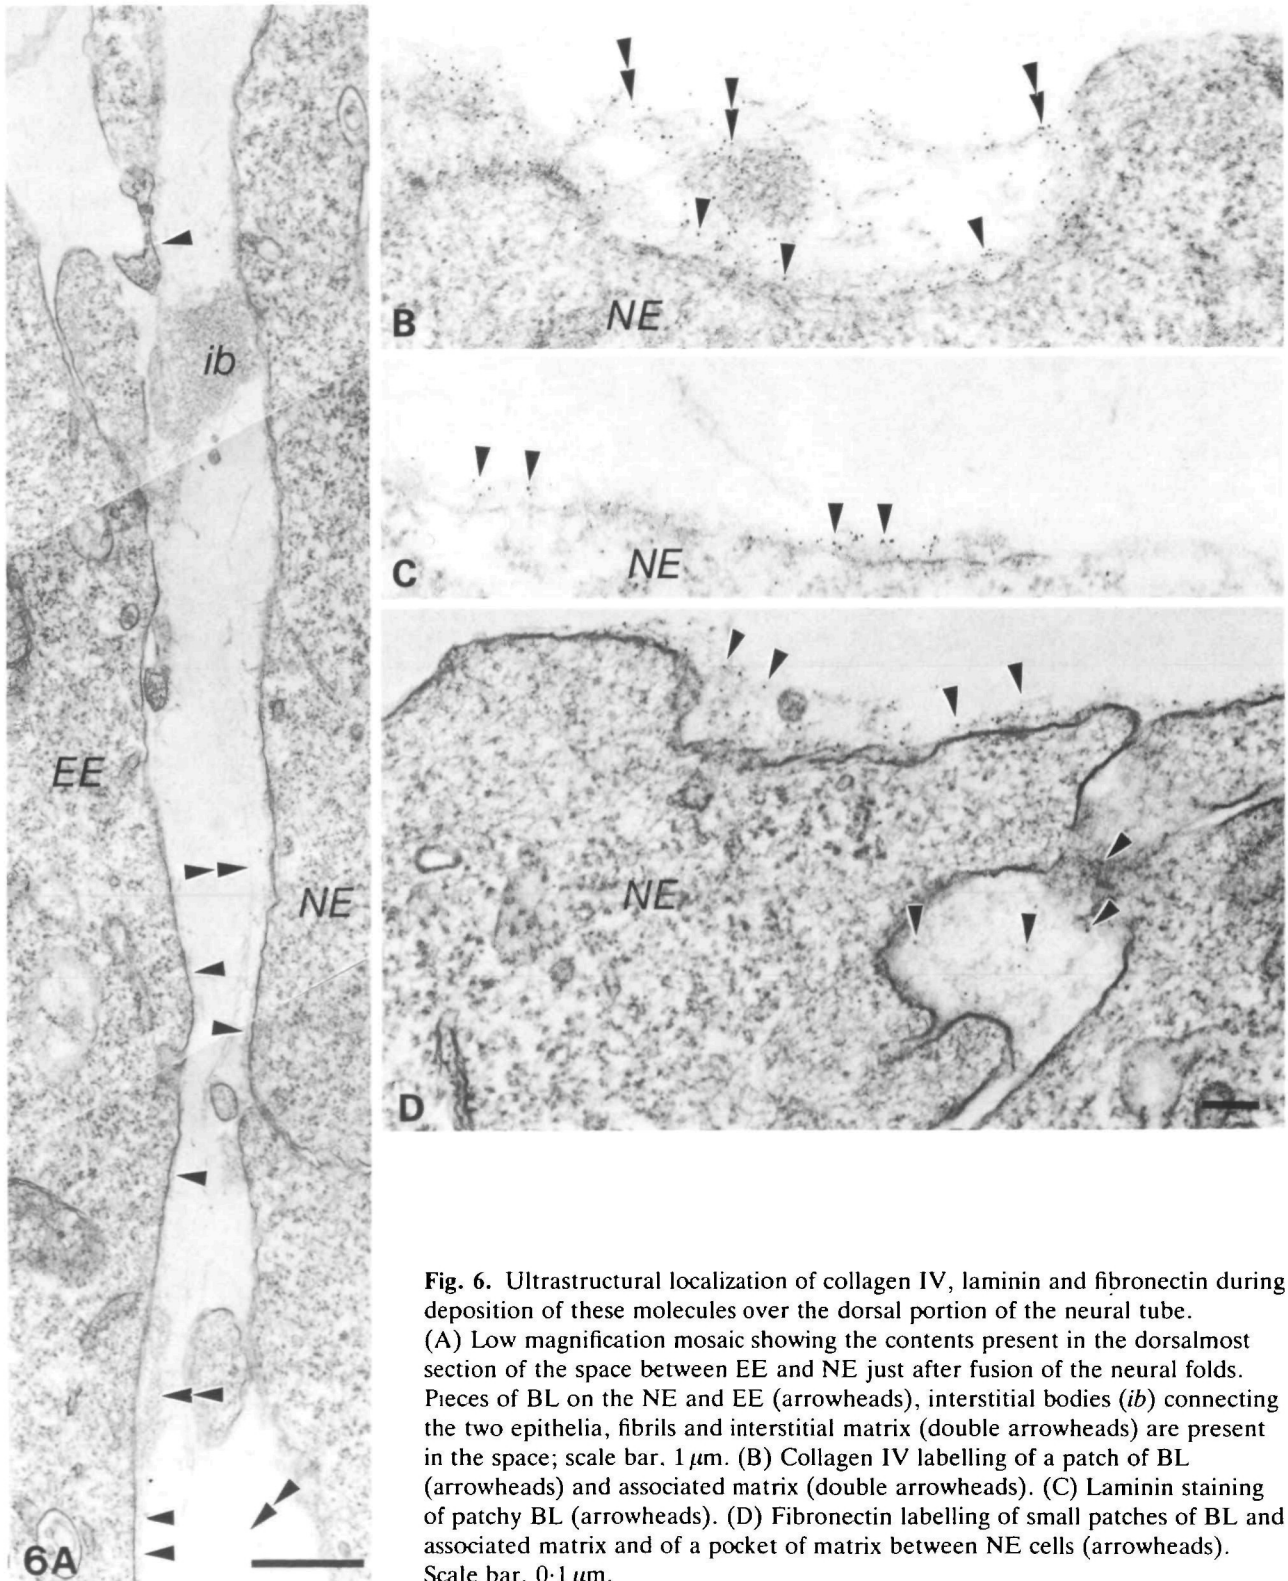 ib
EE
NE
6A
NE
B
NE
C
NE
D
Fig. 6. Ultrastructural localization of collagen IV, laminin and fibronectin during
deposition of these molecules over the dorsal portion of the neural tube.
(A) Low magnification mosaic showing the contents present in the dorsalmost
section of the space between EE and NE just after fusion of the neural folds.
Pieces of BL on the NE and EE (arrowheads), interstitial bodies (ib) connecting
the two epithelia, fibrils and interstitial matrix (double arrowheads) are present
in the space; scale bar. 1 μm. (B) Collagen IV labelling of a patch of BL
(arrowheads) and associated matrix (double arrowheads). (C) Laminin staining
of patchy BL (arrowheads). (D) Fibronectin labelling of small patches of BL and
associated matrix and of a pocket of matrix between NE cells (arrowheads).
Scale bar, 0·1 μm.